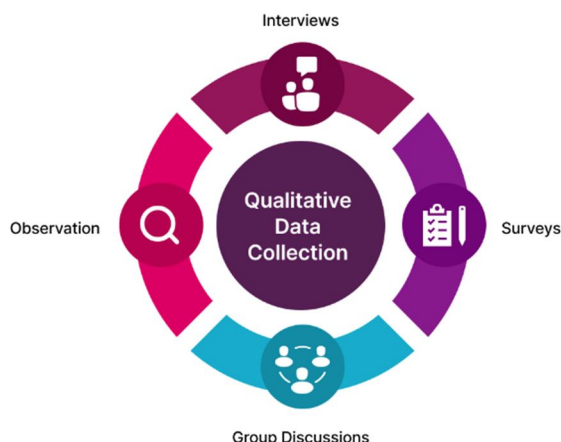 Interviews
Qualitative
Data
Collection
Observation
Surveys
Group Discussions